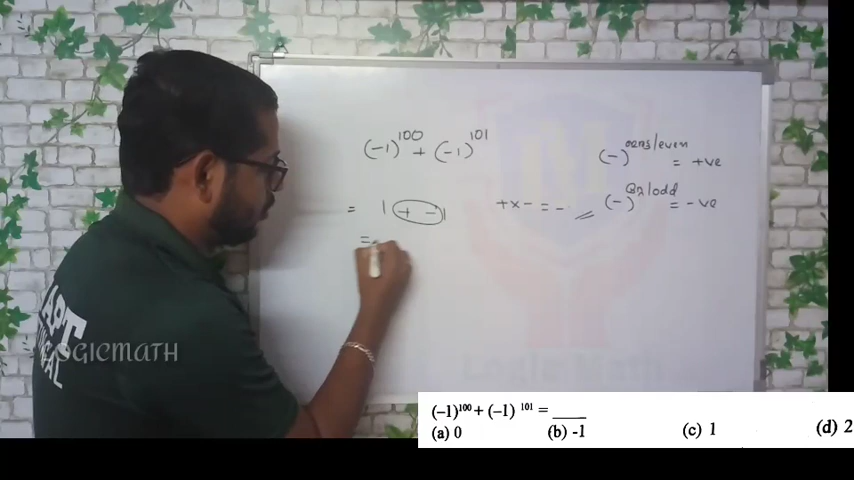 (-1)¹⁰⁰ + (-1)¹⁰¹
= 1 + -1
=
+x- = -
(-) even = +ve
(-) odd = -ve
LOGICMATH
(–1)¹⁰⁰ + (–1) ¹⁰¹ = ____
(a) 0 (b) -1 (c) 1 (d) 2